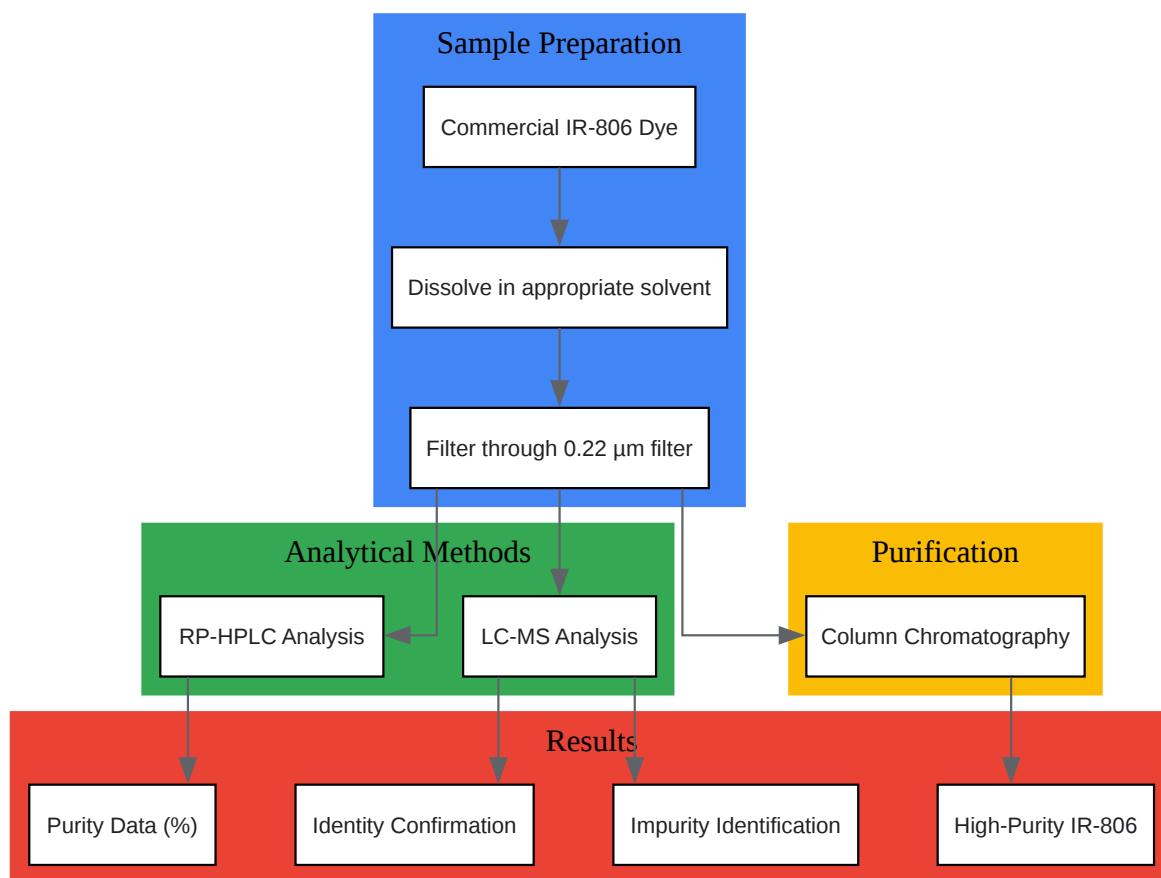 Sample Preparation
Commercial IR-806 Dye
Dissolve in appropriate solvent
Filter through 0.22 µm filter
Analytical Methods
Purification
RP-HPLC Analysis
LC-MS Analysis
Column Chromatography
Results
Purity Data (%)
Identity Confirmation
Impurity Identification
High-Purity IR-806